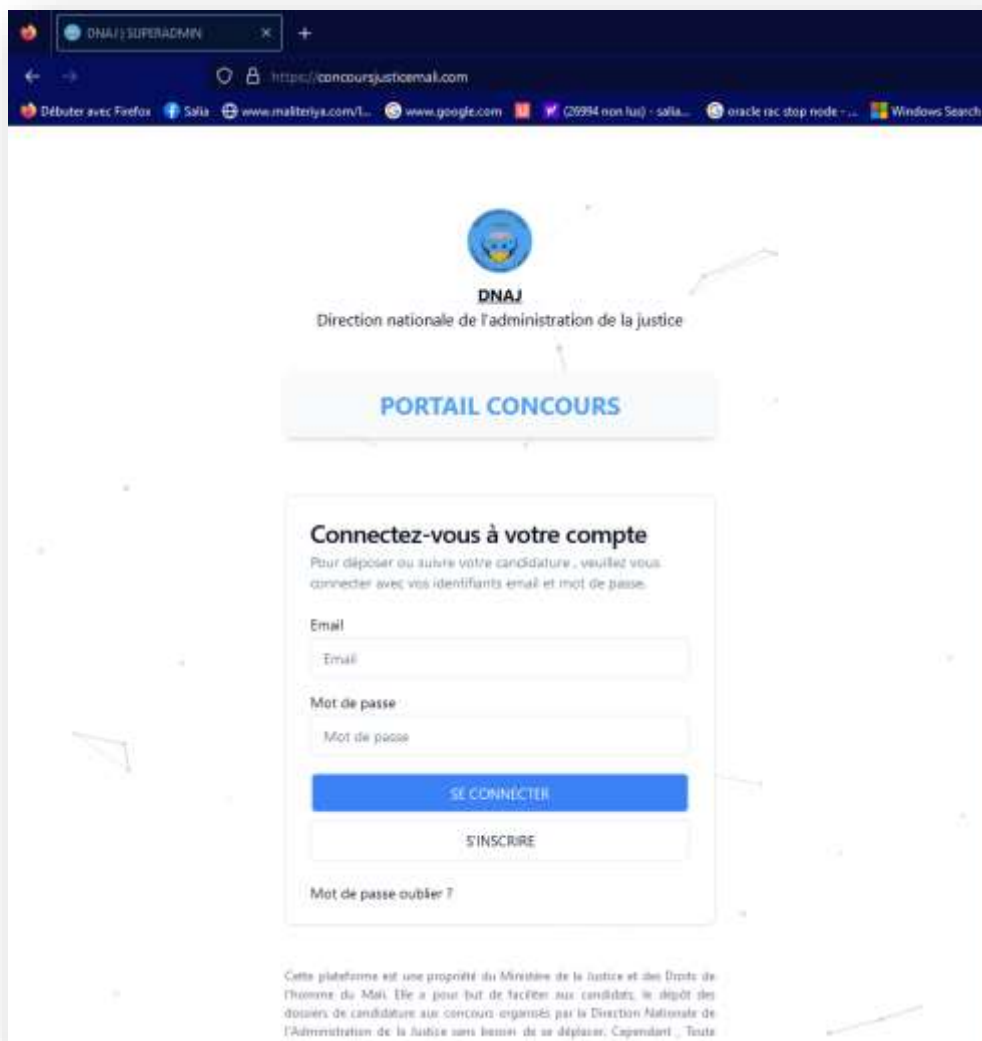 DNAJ | SUPERADMIN
https://concoursjusticemali.com
Débuter avec Firefox Salia www.maliteriya.com/l... www.google.com (26994 non lus) - salia... oracle rac stop node - ... Windows Search
DNAJ
Direction nationale de l'administration de la justice
PORTAIL CONCOURS
Connectez-vous à votre compte
Pour déposer ou suivre votre candidature , veuillez vous
connecter avec vos identifiants email et mot de passe.
Email
Email
Mot de passe
Mot de passe
SE CONNECTER
S'INSCRIRE
Mot de passe oublier ?
Cette plateforme est une propriété du Ministère de la Justice et des Droits de
l'homme du Mali. Elle a pour but de faciliter aux candidats, le dépôt des
dossiers de candidature aux concours organisés par la Direction Nationale de
l'Administration de la Justice sans besoin de se déplacer. Cependant , Toute